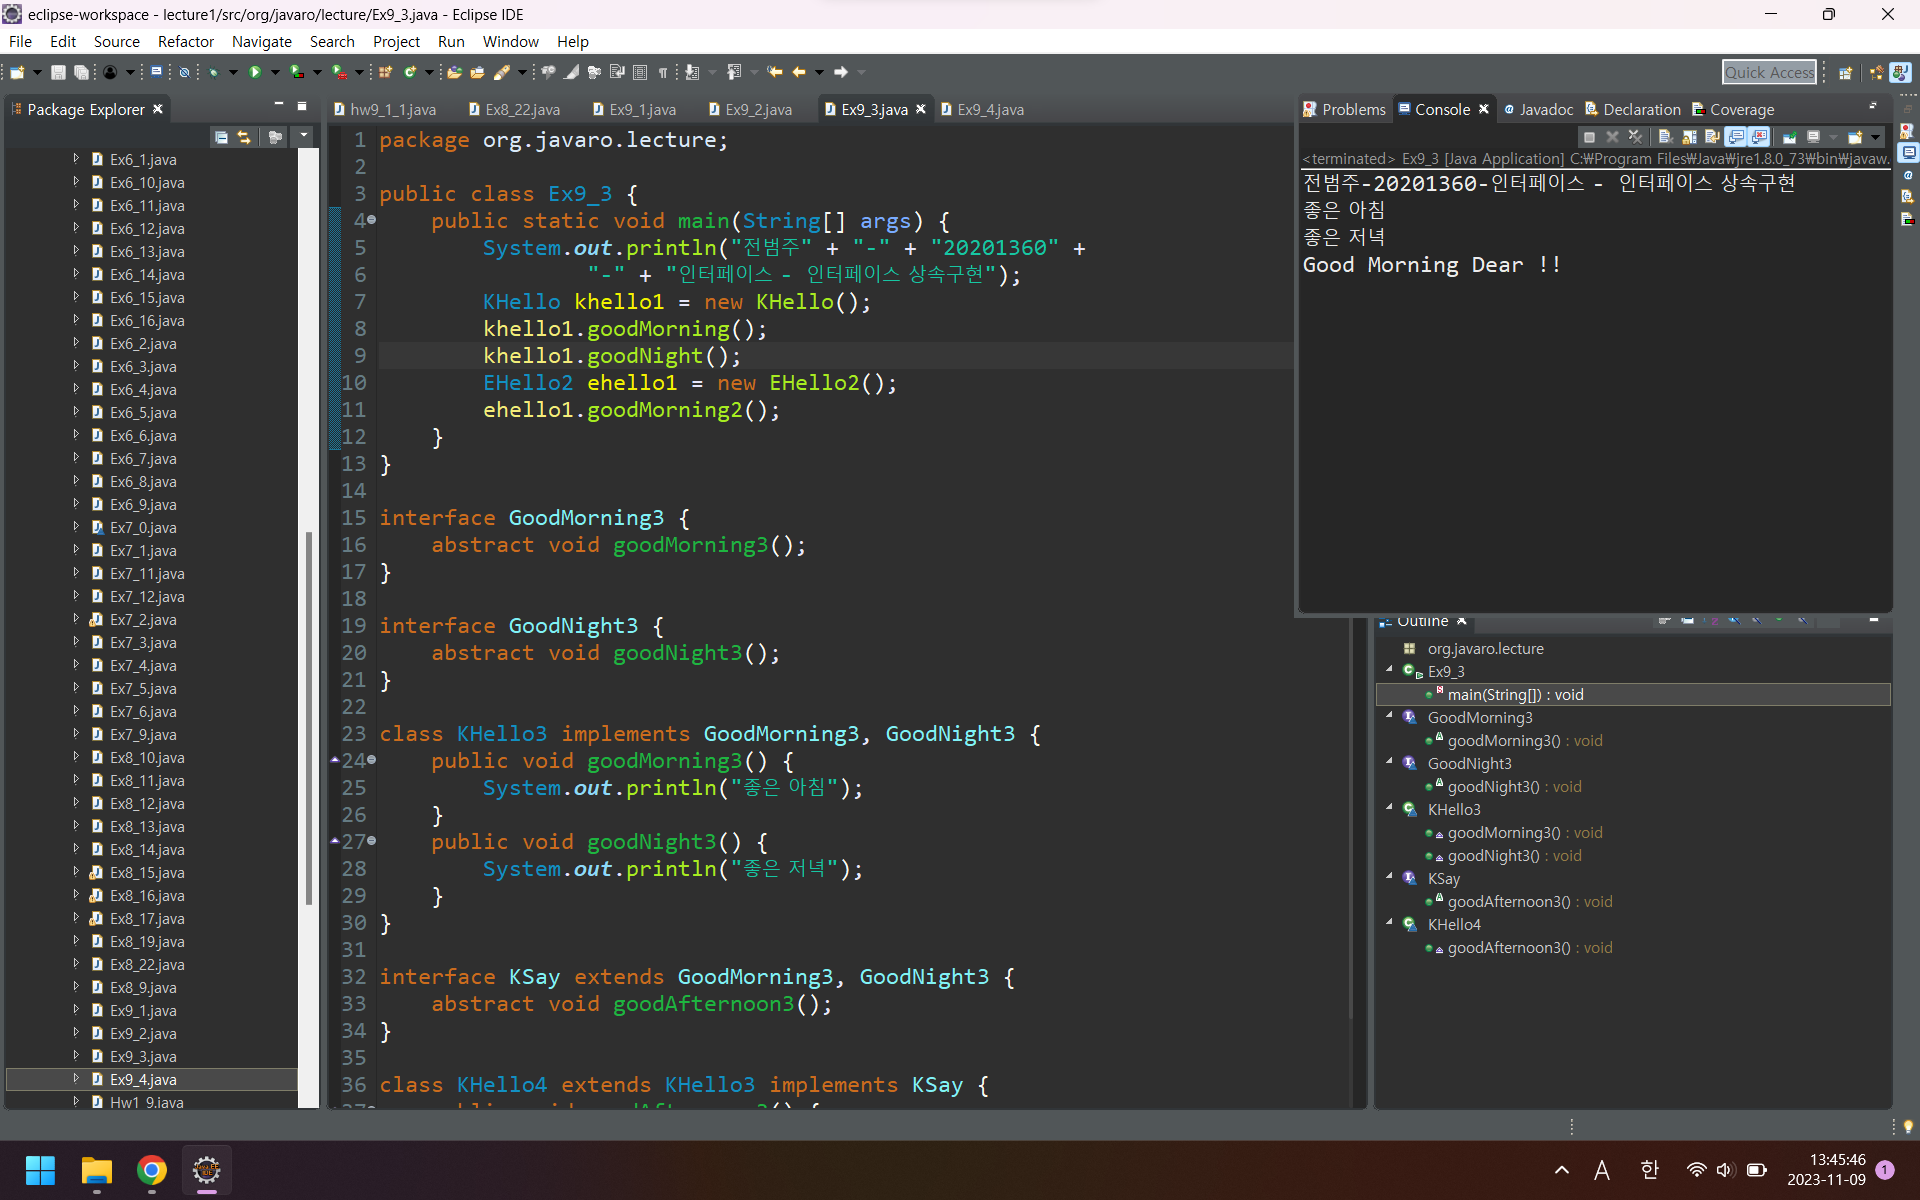 eclipse-workspace - lecture1/src/org/javaro/lecture/Ex9_3.java - Eclipse IDE
File Edit Source Refactor Navigate Search Project Run Window Help
Quick Access
Package Explorer
Ex6_1.java
Ex6_10.java
Ex6_11.java
Ex6_12.java
Ex6_13.java
Ex6_14.java
Ex6_15.java
Ex6_16.java
Ex6_2.java
Ex6_3.java
Ex6_4.java
Ex6_5.java
Ex6_6.java
Ex6_7.java
Ex6_8.java
Ex6_9.java
Ex7_0.java
Ex7_1.java
Ex7_11.java
Ex7_12.java
Ex7_2.java
Ex7_3.java
Ex7_4.java
Ex7_5.java
Ex7_6.java
Ex7_9.java
Ex8_10.java
Ex8_11.java
Ex8_12.java
Ex8_13.java
Ex8_14.java
Ex8_15.java
Ex8_16.java
Ex8_17.java
Ex8_19.java
Ex8_22.java
Ex8_9.java
Ex9_1.java
Ex9_2.java
Ex9_3.java
Ex9_4.java
Hw1_9.java
hw9_1_1.java Ex8_22.java Ex9_1.java Ex9_2.java Ex9_3.java Ex9_4.java
1 package org.javaro.lecture;
2
3 public class Ex9_3 {
4 public static void main(String[] args) {
5 System.out.println("전범주" + "-" + "20201360" +
6 "-" + "인터페이스 - 인터페이스 상속구현");
7 KHello khello1 = new KHello();
8 khello1.goodMorning();
9 khello1.goodNight();
10 EHello2 ehello1 = new EHello2();
11 ehello1.goodMorning2();
12 }
13 }
14
15 interface GoodMorning3 {
16 abstract void goodMorning3();
17 }
18
19 interface GoodNight3 {
20 abstract void goodNight3();
21 }
22
23 class KHello3 implements GoodMorning3, GoodNight3 {
24 public void goodMorning3() {
25 System.out.println("좋은 아침");
26 }
27 public void goodNight3() {
28 System.out.println("좋은 저녁");
29 }
30 }
31
32 interface KSay extends GoodMorning3, GoodNight3 {
33 abstract void goodAfternoon3();
34 }
35
36 class KHello4 extends KHello3 implements KSay {
Problems Console Javadoc Declaration Coverage
<terminated> Ex9_3 [Java Application] C:₩Program Files₩Java₩jre1.8.0_73₩bin₩javaw.
전범주-20201360-인터페이스 - 인터페이스 상속구현
좋은 아침
좋은 저녁
Good Morning Dear !!
Outline
org.javaro.lecture
Ex9_3
main(String[]) : void
GoodMorning3
goodMorning3() : void
GoodNight3
goodNight3() : void
KHello3
goodMorning3() : void
goodNight3() : void
KSay
goodAfternoon3() : void
KHello4
goodAfternoon3() : void
A 한
13:45:46
2023-11-09
1